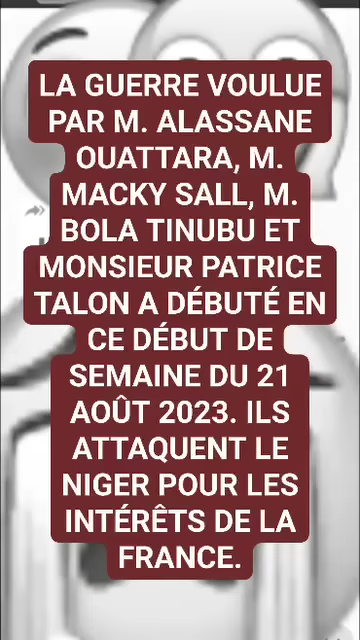 LA GUERRE VOULUE
PAR M. ALASSANE
OUATTARA, M.
MACKY SALL, M.
BOLA TINUBU ET
MONSIEUR PATRICE
TALON A DÉBUTÉ EN
CE DÉBUT DE
SEMAINE DU 21
AOÛT 2023. ILS
ATTAQUENT LE
NIGER POUR LES
INTÉRÊTS DE LA
FRANCE.